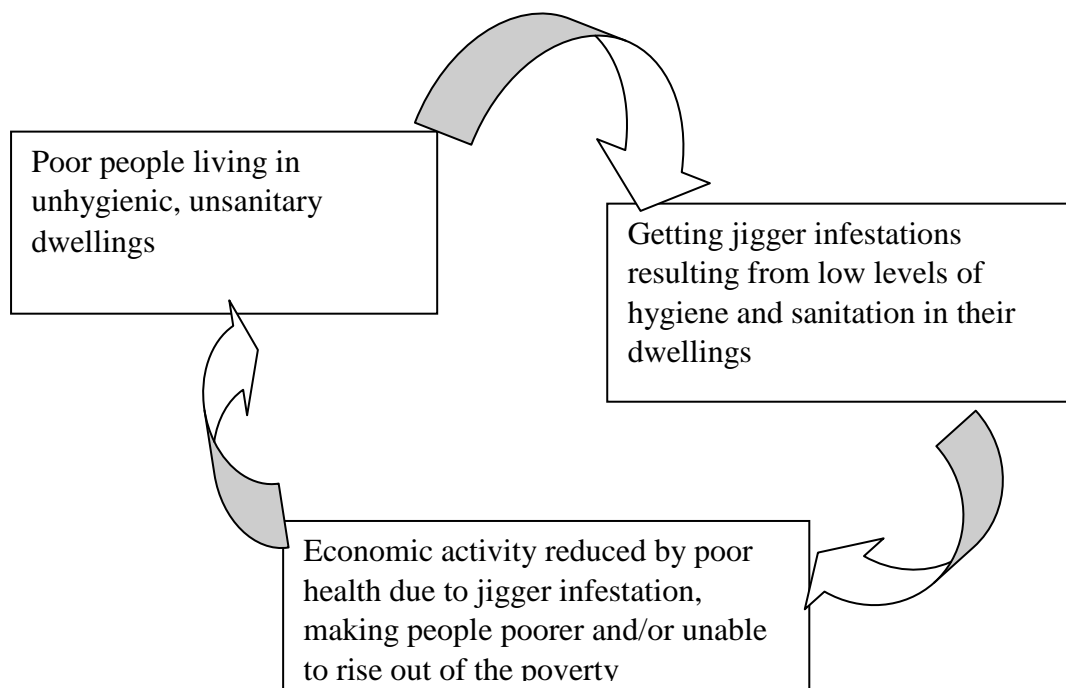 Poor people living in
unhygienic, unsanitary
dwellings
Getting jigger infestations
resulting from low levels of
hygiene and sanitation in their
dwellings
Economic activity reduced by poor
health due to jigger infestation,
making people poorer and/or unable
to rise out of the poverty